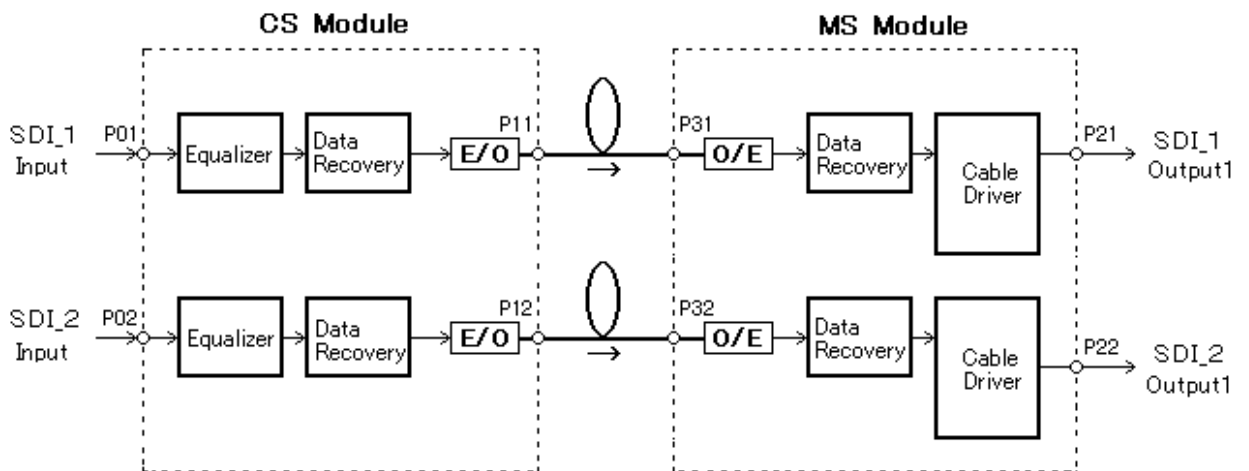 CS Module
MS Module
SDI_1
Input
P01
Equalizer
Data
Recovery
E/O
P11
P31
O/E
Data
Recovery
Cable
Driver
P21
SDI_1
Output1
SDI_2
Input
P02
Equalizer
Data
Recovery
E/O
P12
P32
O/E
Data
Recovery
Cable
Driver
P22
SDI_2
Output1